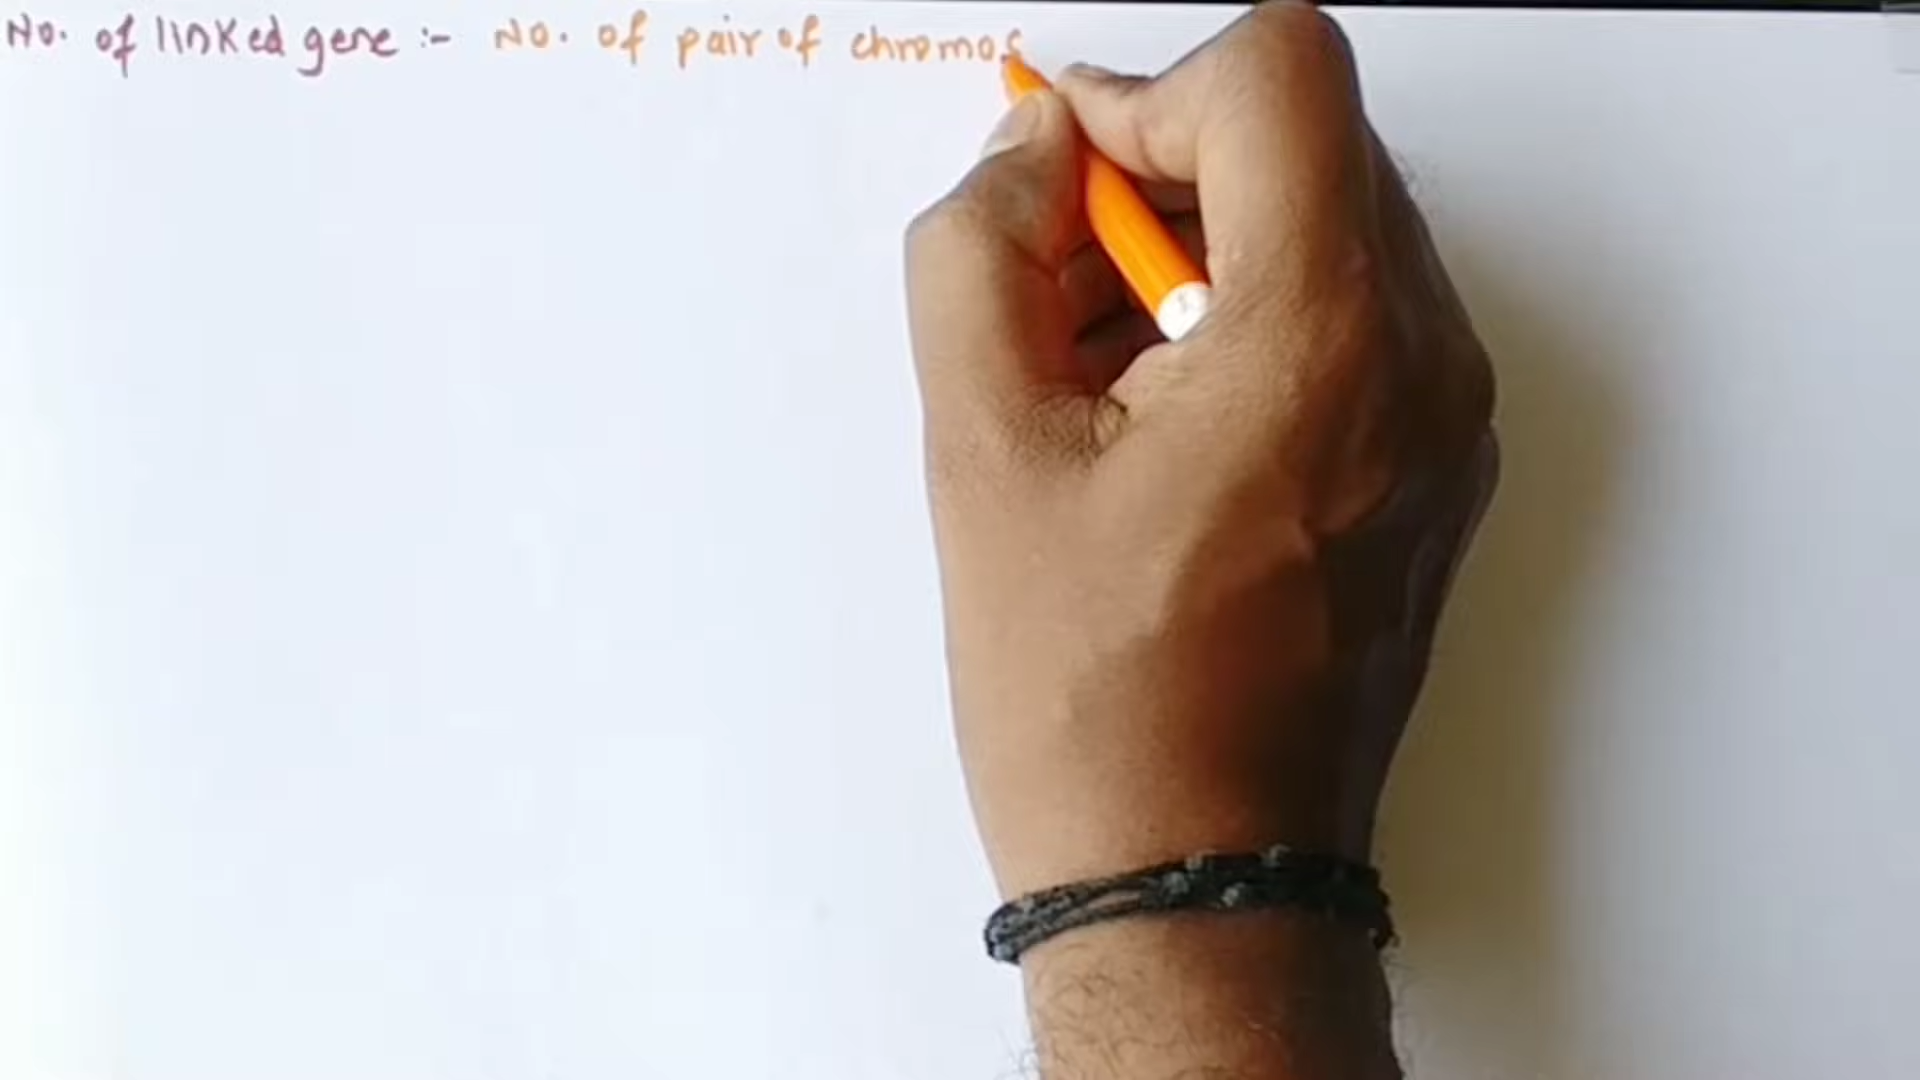 No. of linked gene :- No. of pair of chromos